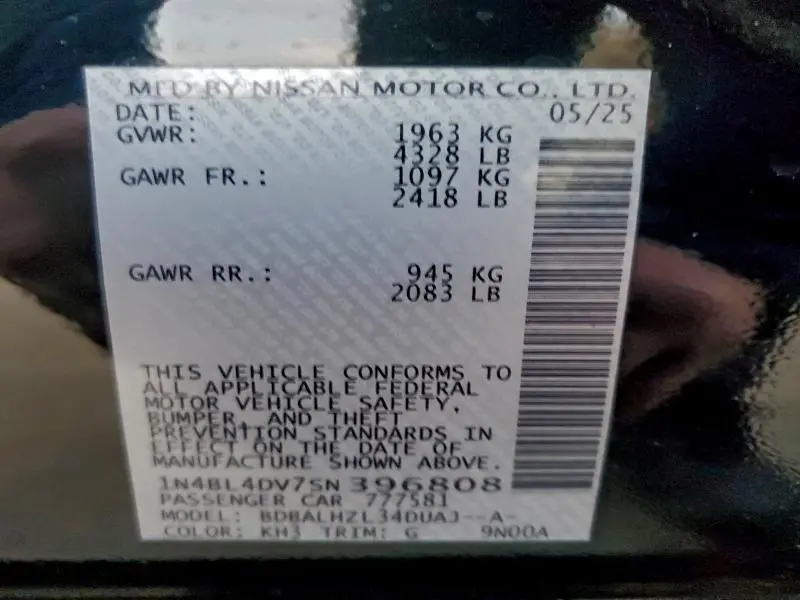 MFD BY NISSAN MOTOR CO., LTD.
DATE: 05/25
GVWR: 1963 KG
4328 LB
GAWR FR.: 1097 KG
2418 LB
GAWR RR.: 945 KG
2083 LB
THIS VEHICLE CONFORMS TO
ALL APPLICABLE FEDERAL
MOTOR VEHICLE SAFETY,
BUMPER, AND THEFT
PREVENTION STANDARDS IN
EFFECT ON THE DATE OF
MANUFACTURE SHOWN ABOVE.
1N4BL4DV7SN396808
PASSENGER CAR 777581
MODEL: BDBALHZL34DUAJ--A-
COLOR: KH3 TRIM: G 9N00A